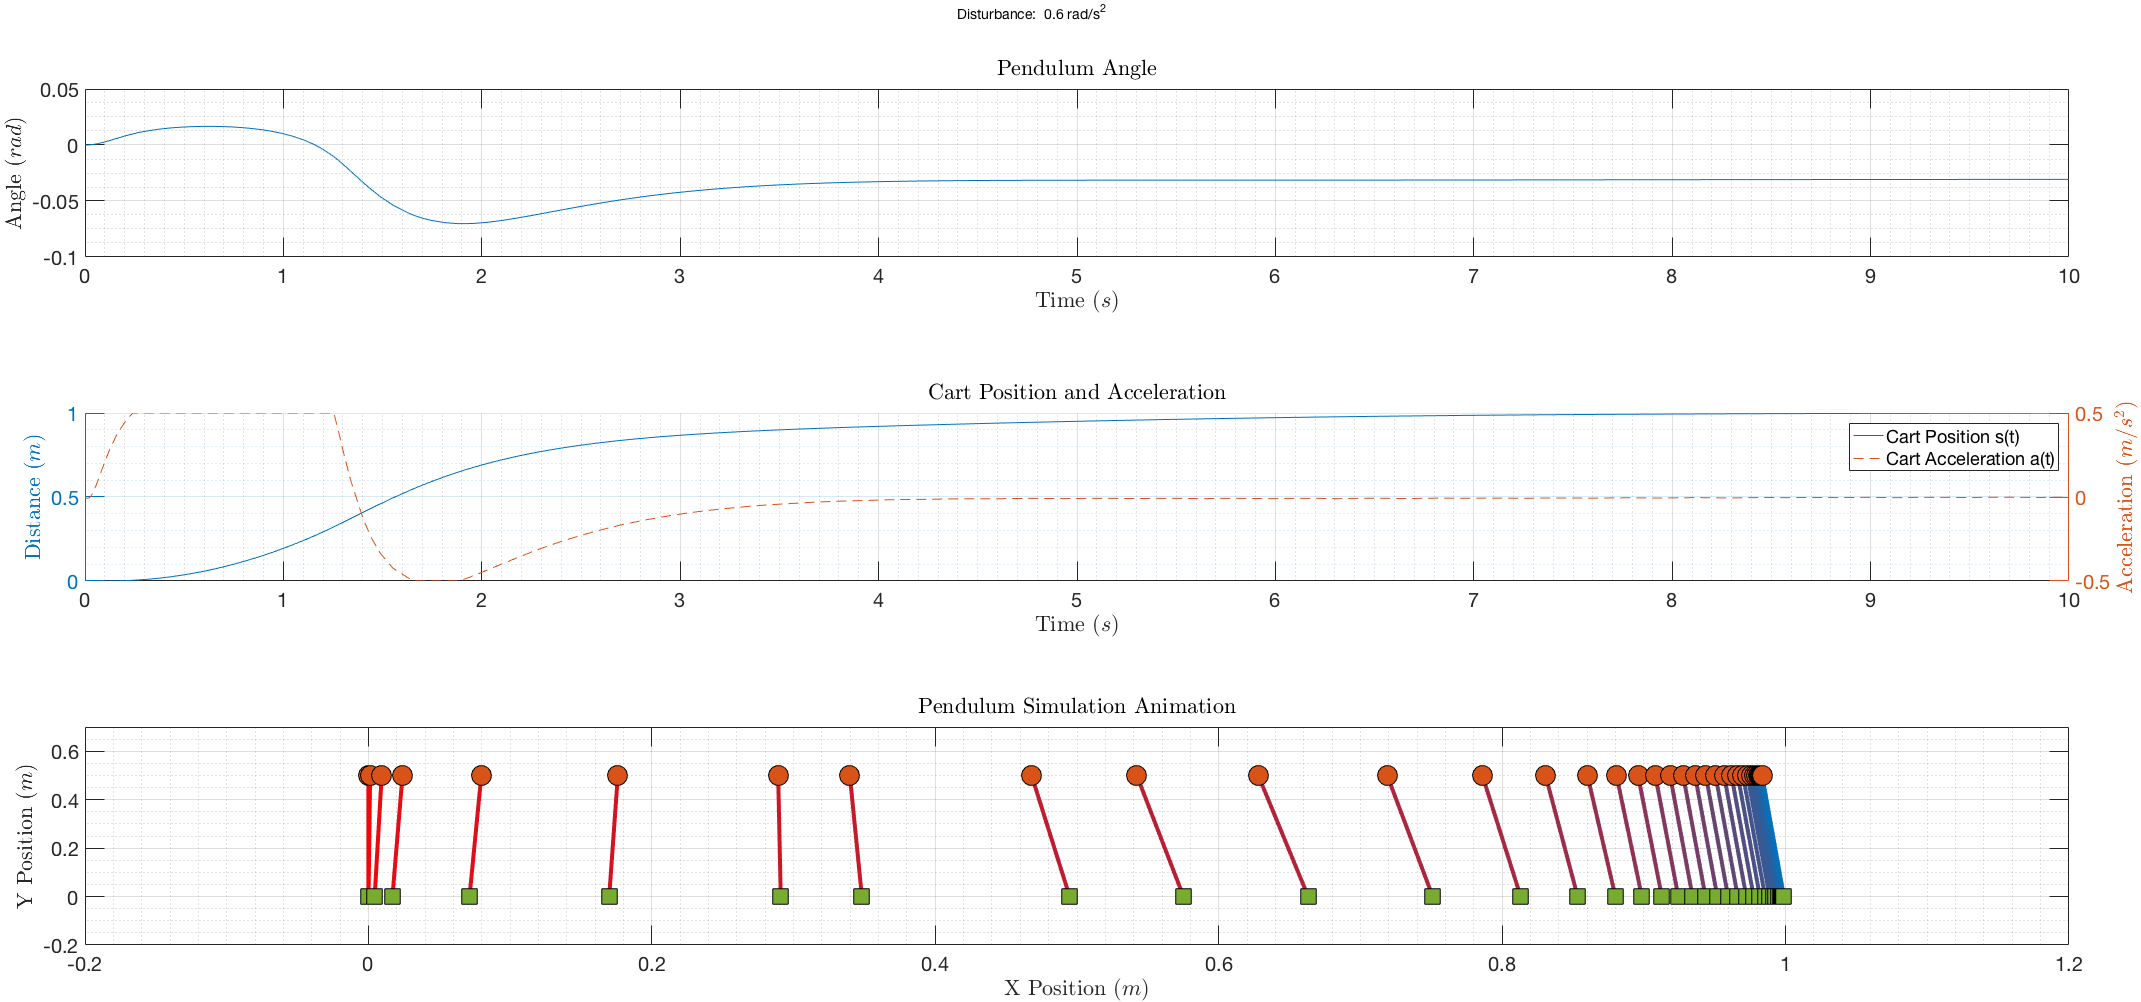 Disturbance: 0.6 rad/s²
Pendulum Angle
Angle (rad)
0.05
0
-0.05
-0.1
0 1 2 3 4 5 6 7 8 9 10
Time (s)
Cart Position and Acceleration
Distance (m)
1
0.5
0
Cart Position s(t)
Cart Acceleration a(t)
0.5
0
-0.5
Acceleration (m/s²)
0 1 2 3 4 5 6 7 8 9 10
Time (s)
Pendulum Simulation Animation
Y Position (m)
0.6
0.4
0.2
0
-0.2
-0.2 0 0.2 0.4 0.6 0.8 1 1.2
X Position (m)